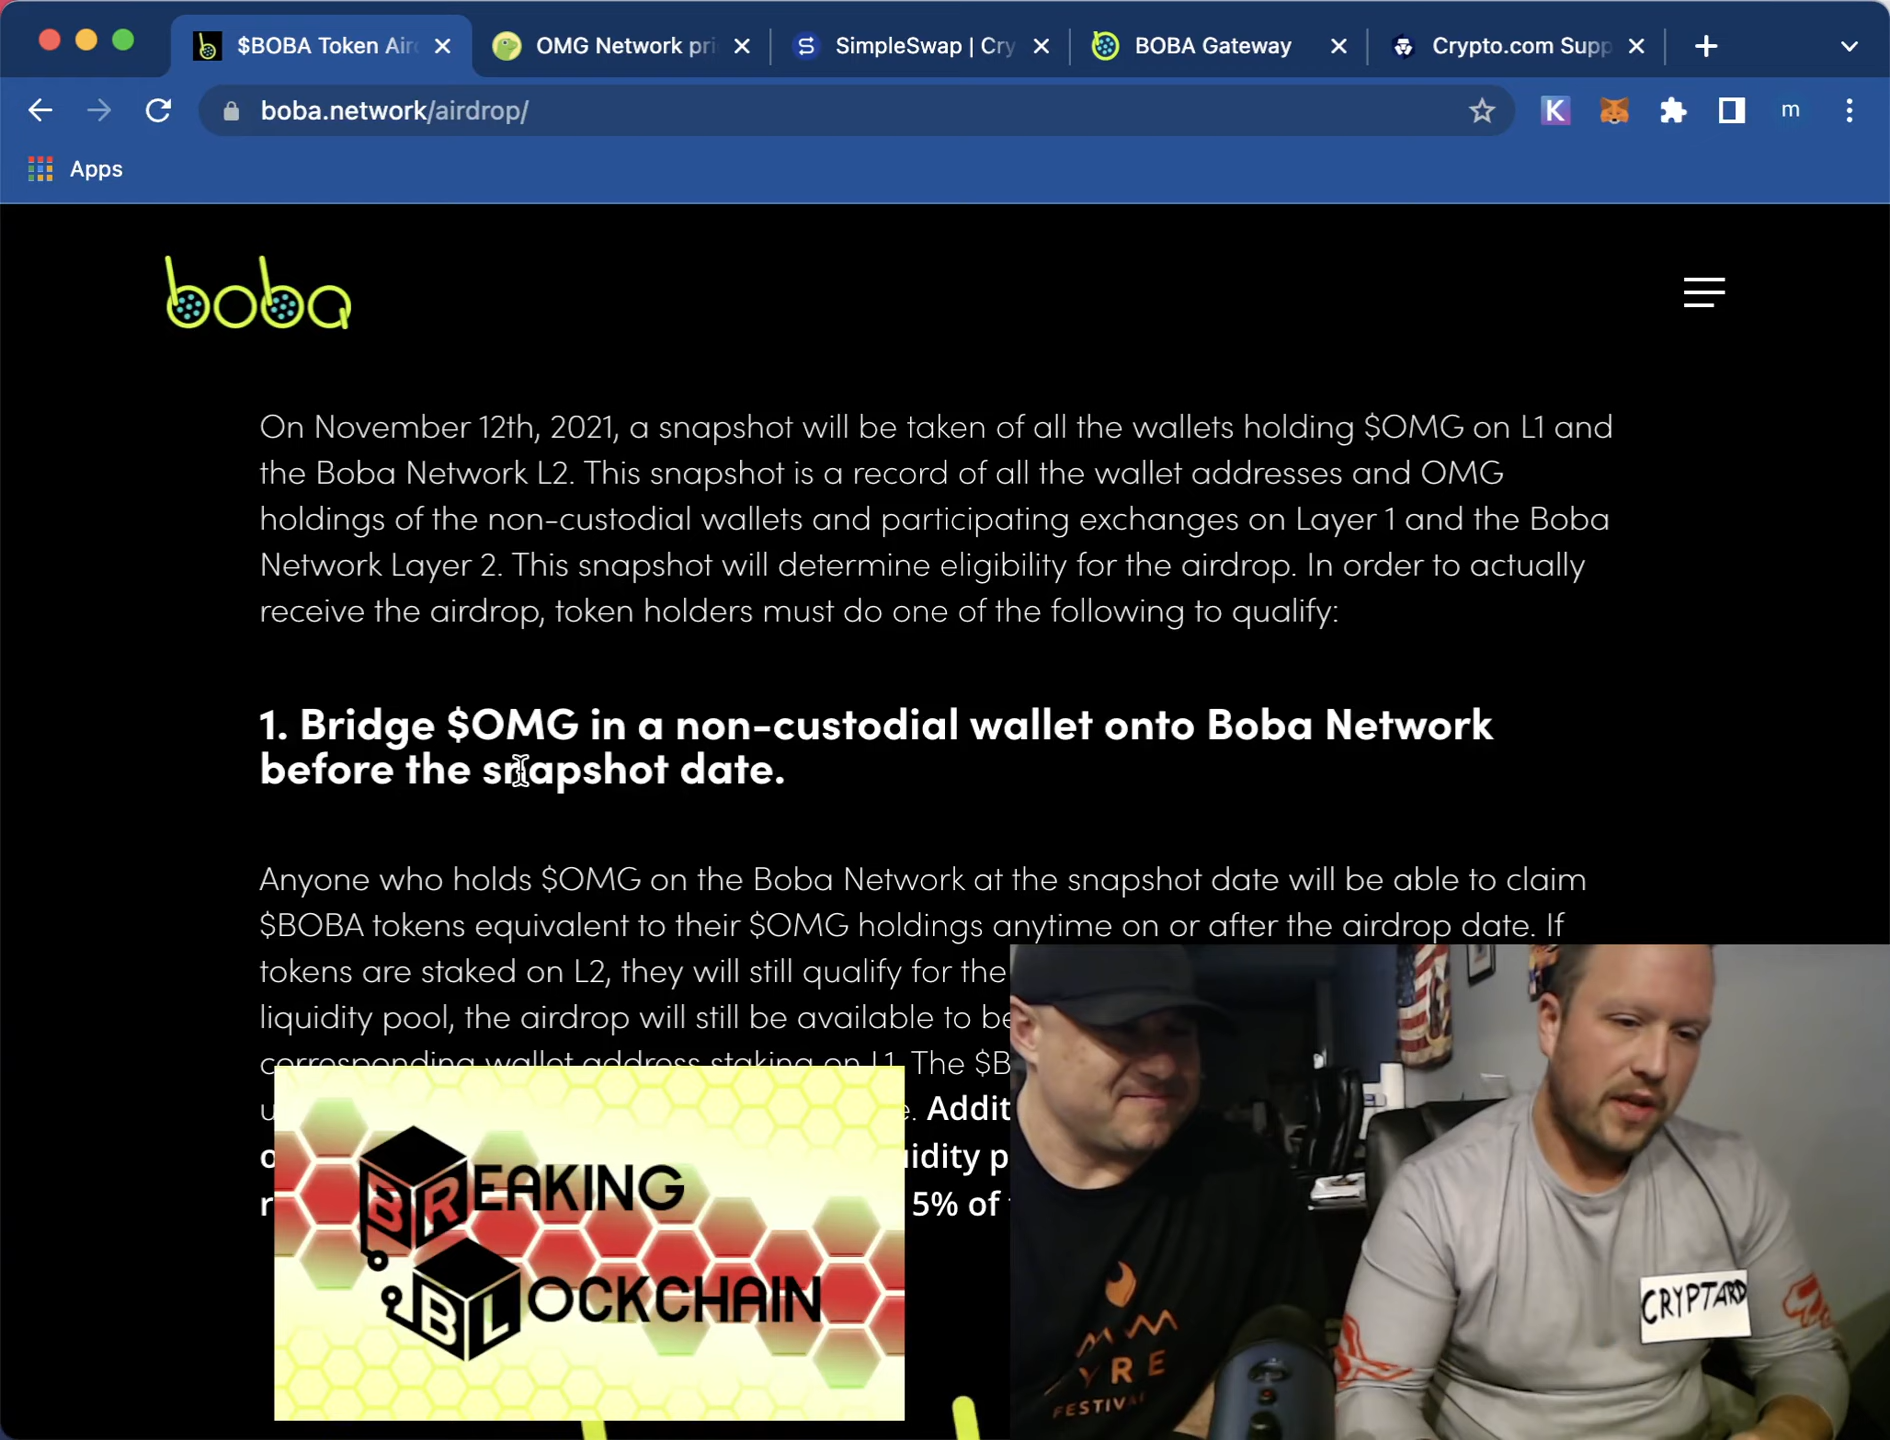 $BOBA Token Air
OMG Network pri
SimpleSwap | Cry
BOBA Gateway
Crypto.com Supp
boba.network/airdrop/
K
m
Apps
boba
On November 12th, 2021, a snapshot will be taken of all the wallets holding $OMG on L1 and
the Boba Network L2. This snapshot is a record of all the wallet addresses and OMG
holdings of the non-custodial wallets and participating exchanges on Layer 1 and the Boba
Network Layer 2. This snapshot will determine eligibility for the airdrop. In order to actually
receive the airdrop, token holders must do one of the following to qualify:
1. Bridge $OMG in a non-custodial wallet onto Boba Network
before the snapshot date.
Anyone who holds $OMG on the Boba Network at the snapshot date will be able to claim
$BOBA tokens equivalent to their $OMG holdings anytime on or after the airdrop date. If
tokens are staked on L2, they will still qualify for the
liquidity pool, the airdrop will still be available to be
corresponding wallet address staking on L1. The $B
Addit
uidity p
5% of
BREAKING
BLOCKCHAIN
YRE
FESTIVA
CRYPTARD